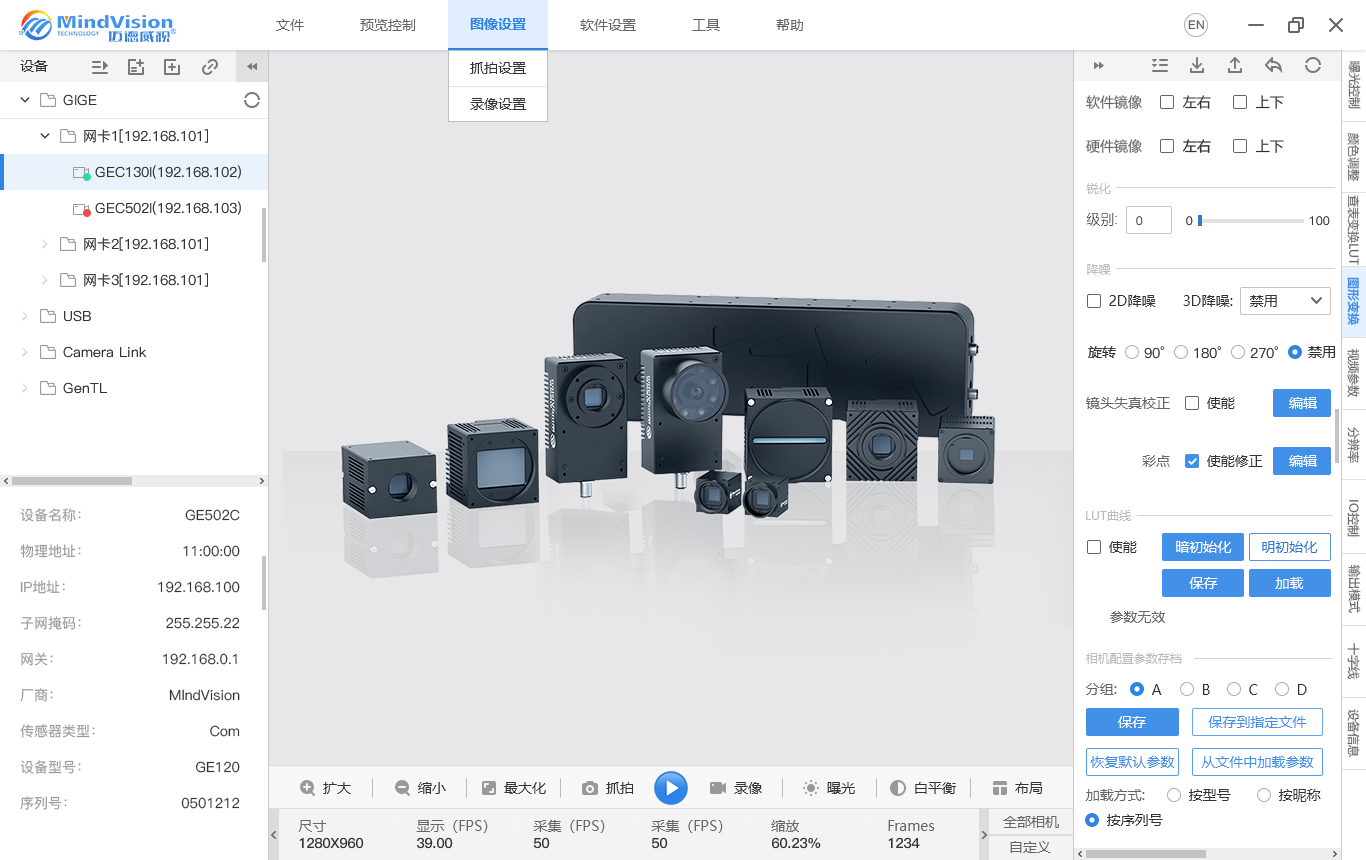 MindVision
TECHNOLOGY 迈德威视®
文件 预览控制 图像设置 软件设置 工具 帮助 EN
抓拍设置
录像设置
设备
GIGE
网卡1[192.168.101]
GEC130I(192.168.102)
GEC502I(192.168.103)
网卡2[192.168.101]
网卡3[192.168.101]
USB
Camera Link
GenTL
设备名称: GE502C
物理地址: 11:00:00
IP地址: 192.168.100
子网掩码: 255.255.22
网关: 192.168.0.1
厂商: MIndVision
传感器类型: Com
设备型号: GE120
序列号: 0501212
扩大 缩小 最大化 抓拍 录像 曝光 白平衡 布局
尺寸 显示（FPS） 采集（FPS） 采集（FPS） 缩放 Frames
1280X960 39.00 50 50 60.23% 1234
全部相机
自定义
软件镜像 左右 上下
硬件镜像 左右 上下
锐化
级别: 0 0 100
降噪
2D降噪 3D降噪: 禁用
旋转 90° 180° 270° 禁用
镜头失真校正 使能 编辑
彩点 使能修正 编辑
LUT曲线
使能 暗初始化 明初始化
保存 加载
参数无效
相机配置参数存档
分组: A B C D
保存 保存到指定文件
恢复默认参数 从文件中加载参数
加载方式: 按型号 按昵称
按序列号
曝光控制
颜色调整
查表变换LUT
图形变换
视频参数
分辨率
IO控制
输出模式
十字线
设备信息